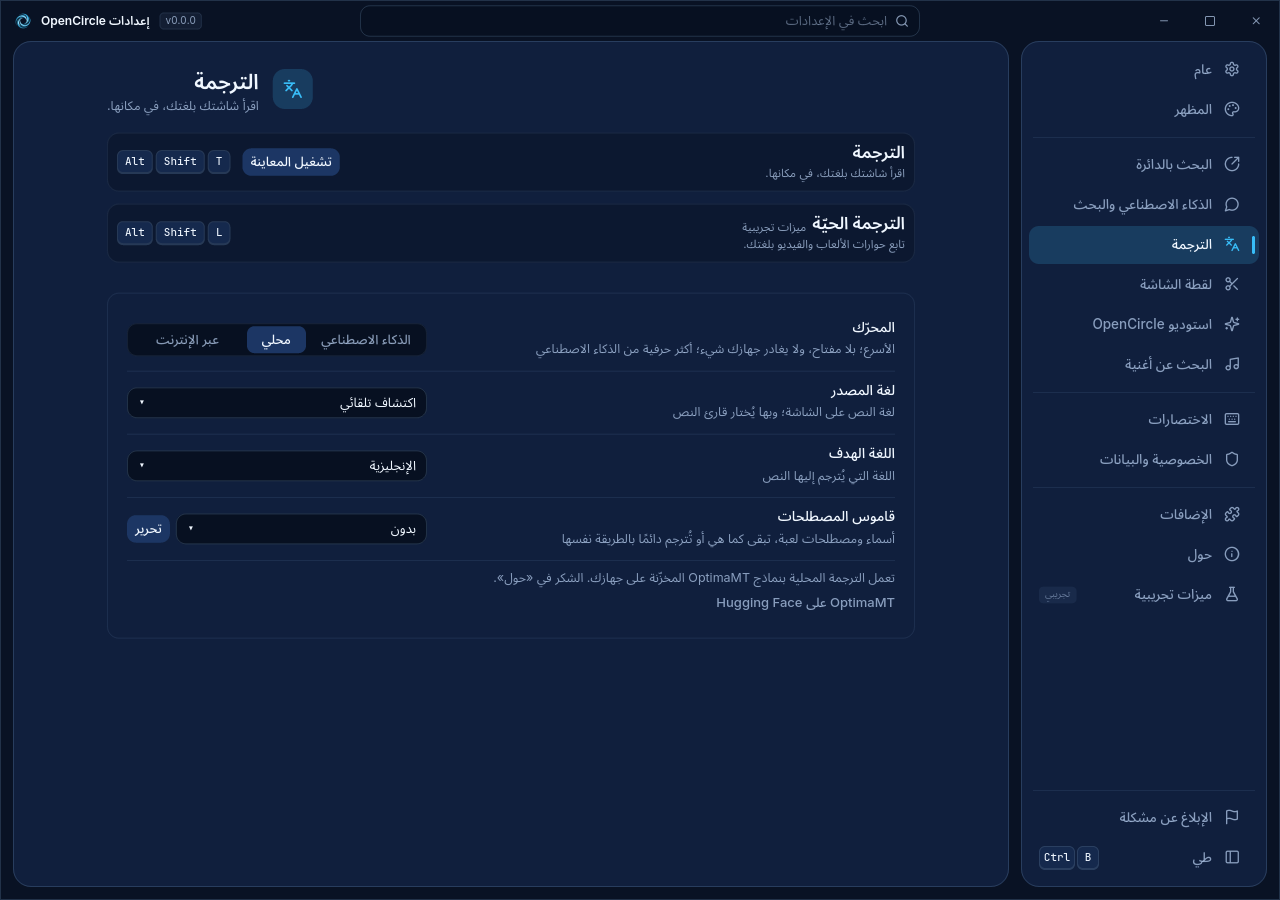 إعدادات OpenCircle
v0.0.0
ابحث في الإعدادات
عام
المظهر
البحث بالدائرة
الذكاء الاصطناعي والبحث
الترجمة
لقطة الشاشة
استوديو OpenCircle
البحث عن أغنية
الاختصارات
الخصوصية والبيانات
الإضافات
حول
ميزات تجريبية
تجريبي
الإبلاغ عن مشكلة
طي
Ctrl B
الترجمة
اقرأ شاشتك بلغتك، في مكانها.
الترجمة
اقرأ شاشتك بلغتك، في مكانها.
تشغيل المعاينة
Alt Shift T
الترجمة الحيّة ميزات تجريبية
تابع حوارات الألعاب والفيديو بلغتك.
Alt Shift L
المحرّك
الأسرع؛ بلا مفتاح، ولا يغادر جهازك شيء؛ أكثر حرفية من الذكاء الاصطناعي
الذكاء الاصطناعي
محلي
عبر الإنترنت
لغة المصدر
لغة النص على الشاشة؛ وبها يُختار قارئ النص
اكتشاف تلقائي
اللغة الهدف
اللغة التي يُترجم إليها النص
الإنجليزية
قاموس المصطلحات
أسماء ومصطلحات لعبة، تبقى كما هي أو تُترجم دائمًا بالطريقة نفسها
بدون
تحرير
تعمل الترجمة المحلية بنماذج OptimaMT المخزّنة على جهازك. الشكر في «حول».
OptimaMT على Hugging Face